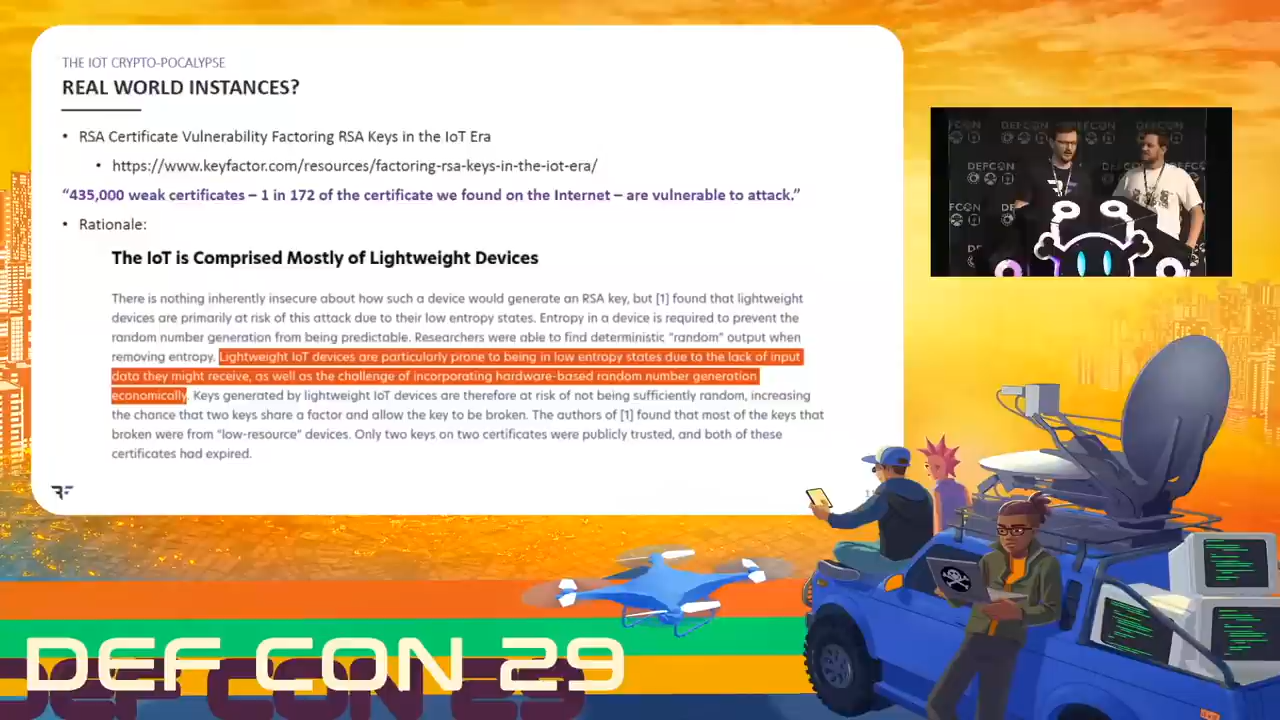 THE IOT CRYPTO-POCALYPSE
REAL WORLD INSTANCES?
• RSA Certificate Vulnerability Factoring RSA Keys in the IoT Era
• https://www.keyfactor.com/resources/factoring-rsa-keys-in-the-iot-era/
“435,000 weak certificates – 1 in 172 of the certificate we found on the Internet – are vulnerable to attack.”
• Rationale:
The IoT is Comprised Mostly of Lightweight Devices
There is nothing inherently insecure about how such a device would generate an RSA key, but [1] found that lightweight
devices are primarily at risk of this attack due to their low entropy states. Entropy in a device is required to prevent the
random number generation from being predictable. Researchers were able to find deterministic “random” output when
removing entropy. Lightweight IoT devices are particularly prone to being in low entropy states due to the lack of input
data they might receive, as well as the challenge of incorporating hardware-based random number generation
economically. Keys generated by lightweight IoT devices are therefore at risk of not being sufficiently random, increasing
the chance that two keys share a factor and allow the key to be broken. The authors of [1] found that most of the keys that
broken were from “low-resource” devices. Only two keys on two certificates were publicly trusted, and both of these
certificates had expired.
DEFCON
DEFCON
DEF CON 29